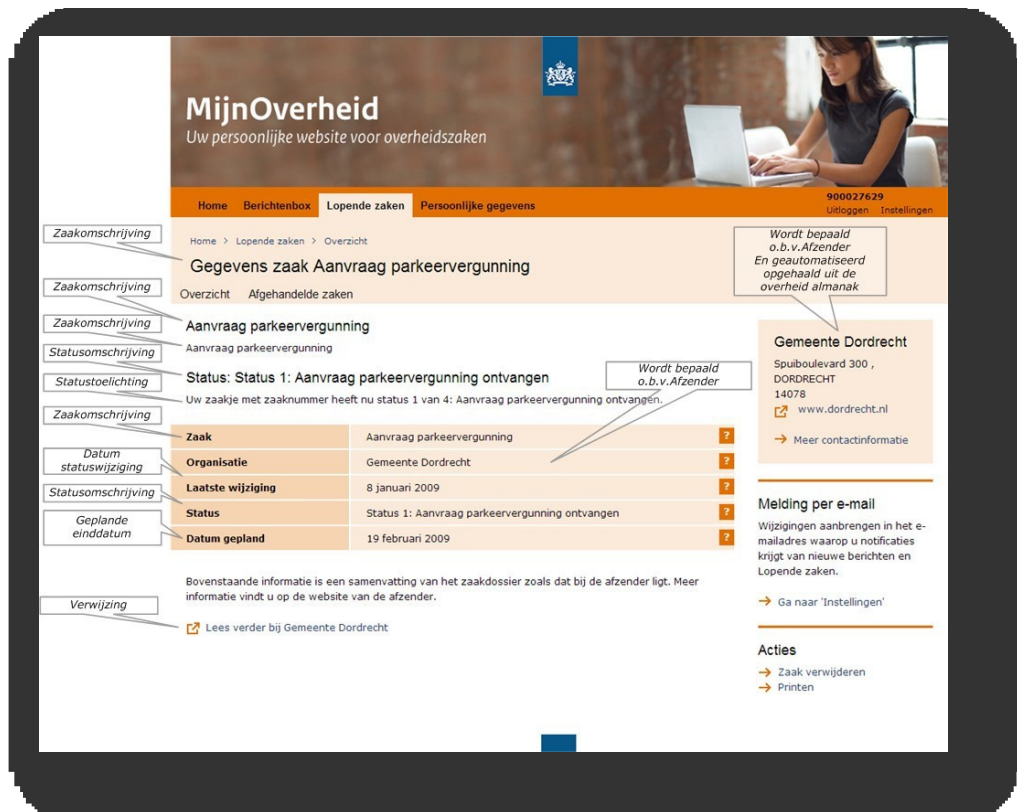 MijnOverheid
Uw persoonlijke website voor overheidszaken
Home Berichtenbox Lopende zaken Persoonlijke gegevens
900027629
Uitloggen Instellingen
Zaakomschrijving
Home > Lopende zaken > Overzicht
Gegevens zaak Aanvraag parkeervergunning
Wordt bepaald
o.b.v.Afzender
En geautomatiseerd
opgehaald uit de
overheid almanak
Zaakomschrijving
Overzicht Afgehandelde zaken
Zaakomschrijving
Aanvraag parkeervergunning
Aanvraag parkeervergunning
Statusomschrijving
Status: Status 1: Aanvraag parkeervergunning ontvangen
Wordt bepaald
o.b.v.Afzender
Statustoelichting
Uw zaakje met zaaknummer heeft nu status 1 van 4: Aanvraag parkeervergunning ontvangen.
Zaakomschrijving
Zaak Aanvraag parkeervergunning ?
Datum
statuswijziging
Organisatie Gemeente Dordrecht ?
Laatste wijziging 8 januari 2009 ?
Statusomschrijving
Status Status 1: Aanvraag parkeervergunning ontvangen ?
Geplande
einddatum
Datum gepland 19 februari 2009 ?
Bovenstaande informatie is een samenvatting van het zaakdossier zoals dat bij de afzender ligt. Meer
informatie vindt u op de website van de afzender.
Verwijzing
Lees verder bij Gemeente Dordrecht
Gemeente Dordrecht
Spuiboulevard 300 ,
DORDRECHT
14078
www.dordrecht.nl
Meer contactinformatie
Melding per e-mail
Wijzigingen aanbrengen in het e-
mailadres waarop u notificaties
krijgt van nieuwe berichten en
Lopende zaken.
Ga naar 'Instellingen'
Acties
Zaak verwijderen
Printen